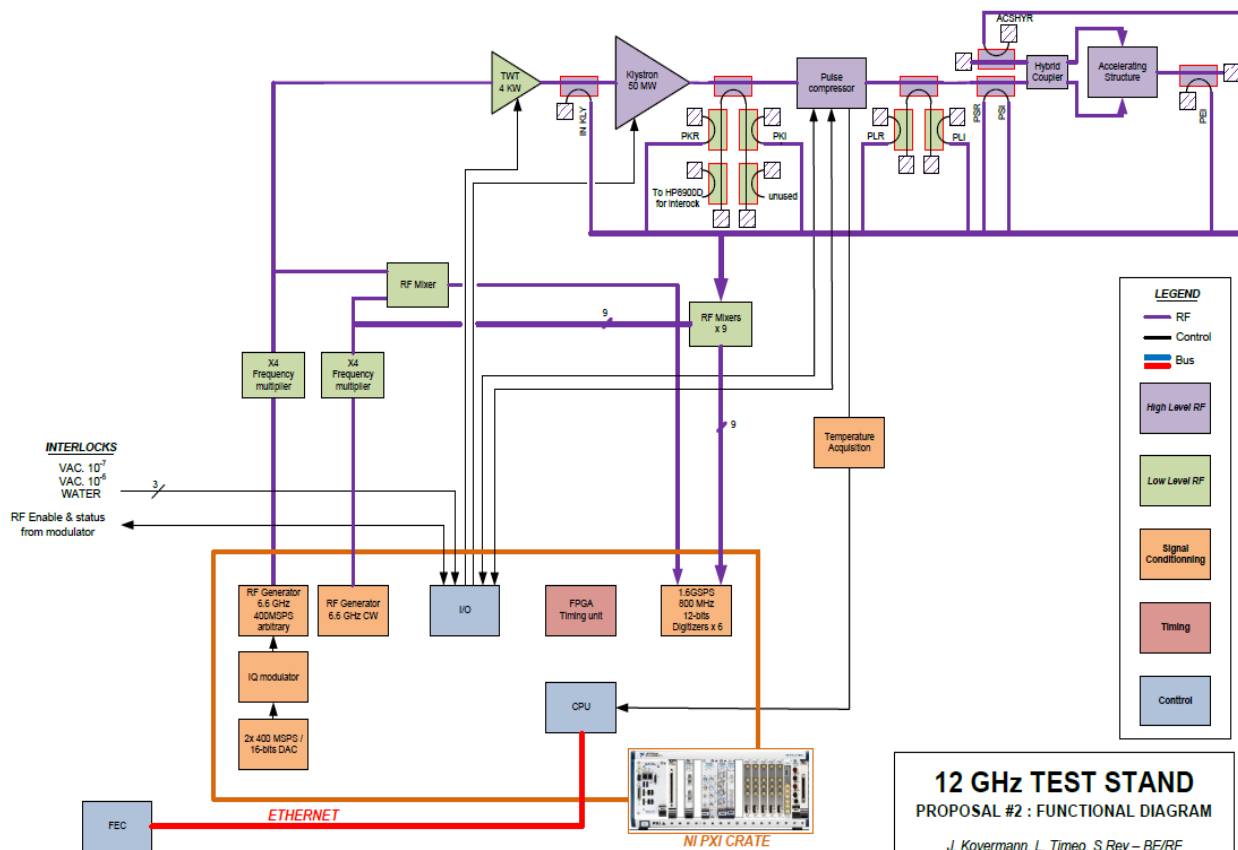 ACSHYR
TWT
4 KW
Klystron
50 MW
Pulse
compressor
Hybrid
Coupler
Accelerating
Structure
IN KLY
PKR
PKI
PLR
PLI
PSR
PSI
PEI
To HP8900D
for Interock
unused
RF Mixer
9
RF Mixers
x 9
X4
Frequency
multiplier
X4
Frequency
multiplier
9
Temperature
Acquisition
INTERLOCKS
VAC. 10-7
VAC. 10-6
WATER
3
RF Enable & status
from modulator
RF Generator
6.6 GHz
400MSPS
arbitrary
RF Generator
6.6 GHz CW
I/O
FPGA
Timing unit
1.6GSPS
800 MHz
12-bits
Digitizers x 6
IQ modulator
CPU
2x 400 MSPS /
16-bits DAC
FEC
ETHERNET
NI PXI CRATE
LEGEND
RF
Control
Bus
High Level RF
Low Level RF
Signal
Conditionning
Timing
Conttrol
12 GHz TEST STAND
PROPOSAL #2 : FUNCTIONAL DIAGRAM
J. Kovermann, L. Timeo, S.Rey – BE/RF